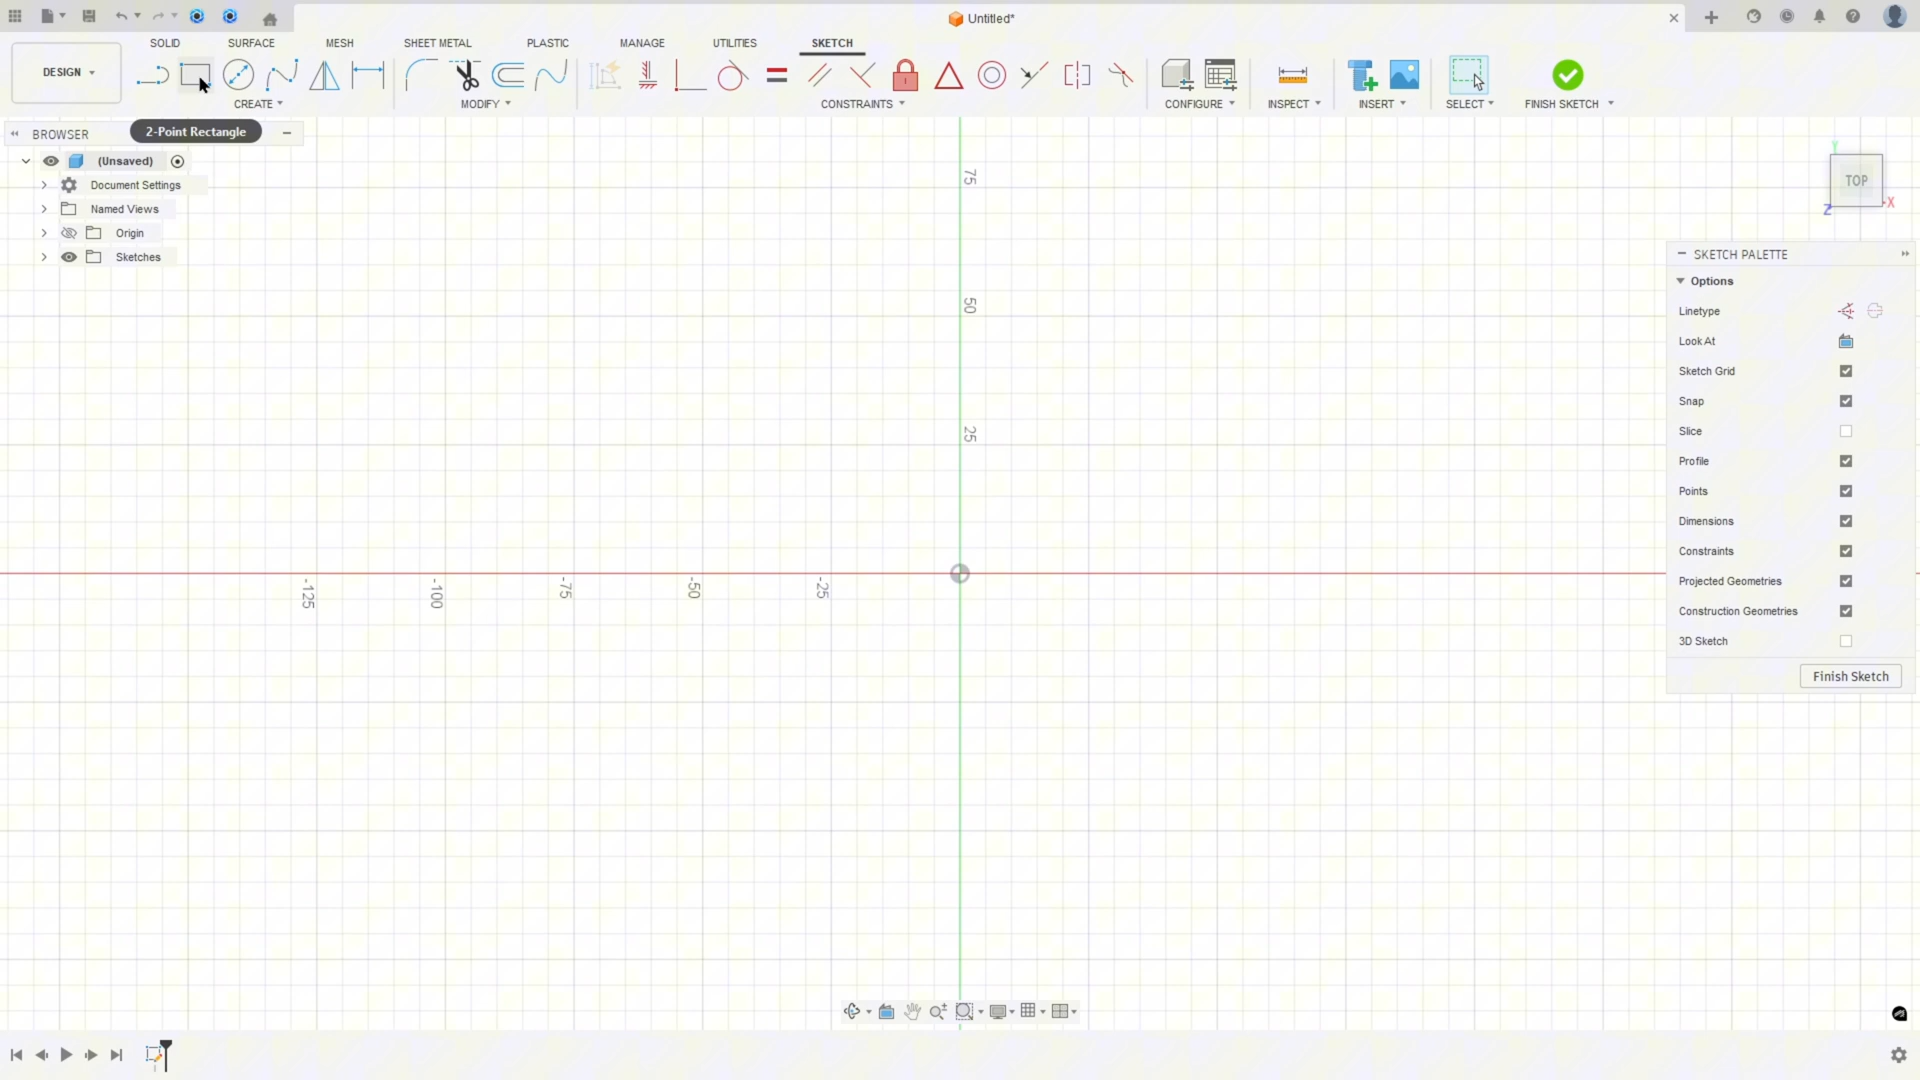 Untitled*
SOLID SURFACE MESH SHEET METAL PLASTIC MANAGE UTILITIES SKETCH
DESIGN
CREATE MODIFY CONSTRAINTS CONFIGURE INSPECT INSERT SELECT FINISH SKETCH
BROWSER
2-Point Rectangle
(Unsaved)
Document Settings
Named Views
Origin
Sketches
75
50
25
-125
-100
-75
-50
-25
Y
TOP
X
Z
SKETCH PALETTE
Options
Linetype
Look At
Sketch Grid
Snap
Slice
Profile
Points
Dimensions
Constraints
Projected Geometries
Construction Geometries
3D Sketch
Finish Sketch